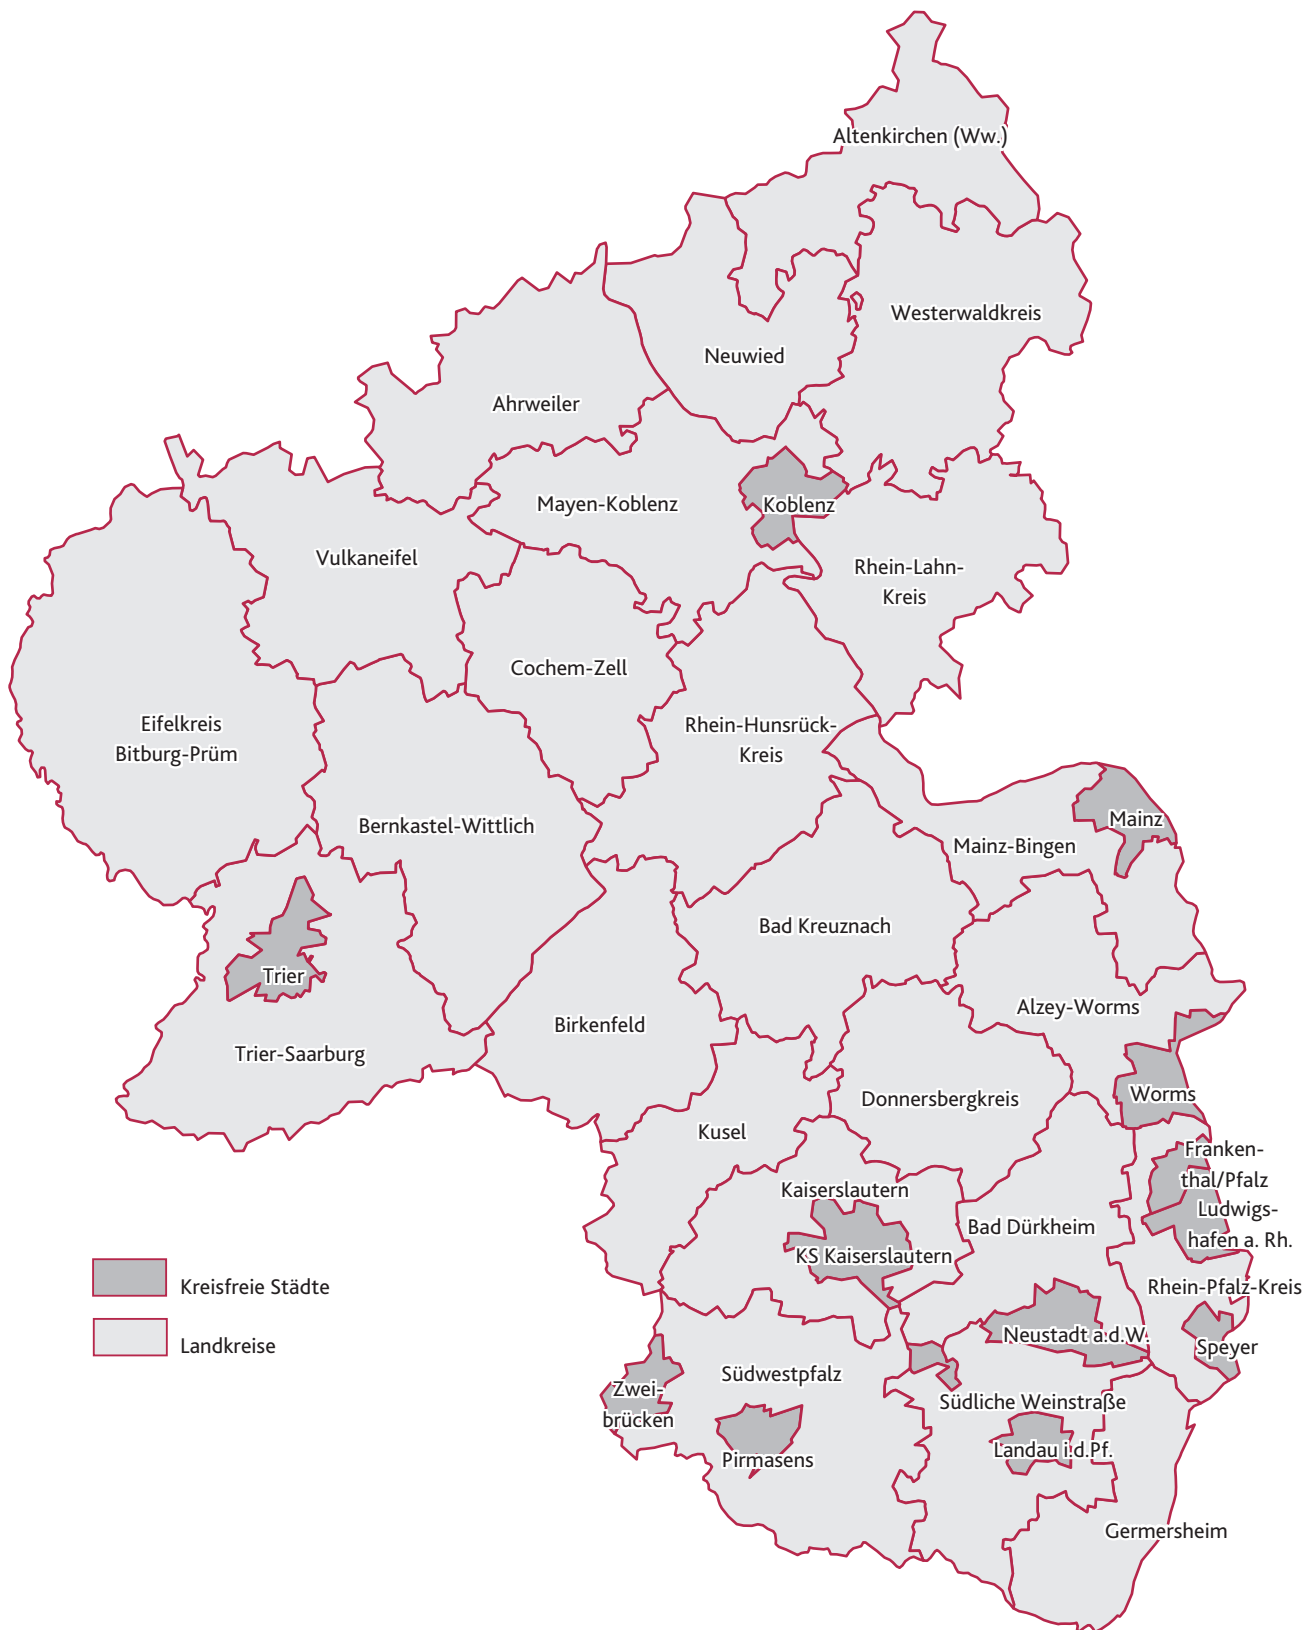 Altenkirchen (Ww.)
Westerwaldkreis
Neuwied
Ahrweiler
Mayen-Koblenz
Koblenz
Vulkaneifel
Rhein-Lahn-
Kreis
Cochem-Zell
Eifelkreis
Bitburg-Prüm
Rhein-Hunsrück-
Kreis
Bernkastel-Wittlich
Mainz
Mainz-Bingen
Bad Kreuznach
Trier
Alzey-Worms
Birkenfeld
Trier-Saarburg
Worms
Donnersbergkreis
Kusel
Franken-
thal/Pfalz
Kaiserslautern
Ludwigs-
hafen a. Rh.
Bad Dürkheim
KS Kaiserslautern
Rhein-Pfalz-Kreis
Kreisfreie Städte
Landkreise
Neustadt a.d.W.
Speyer
Südwestpfalz
Zwei-
brücken
Südliche Weinstraße
Landau i.d.Pf.
Pirmasens
Germersheim